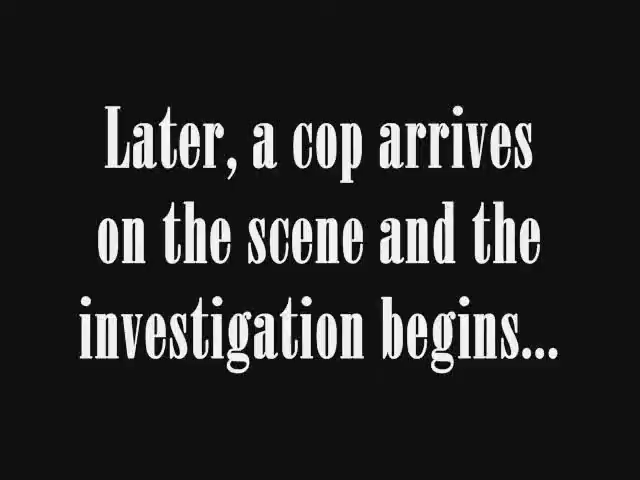 Later, a cop arrives
on the scene and the
investigation begins...